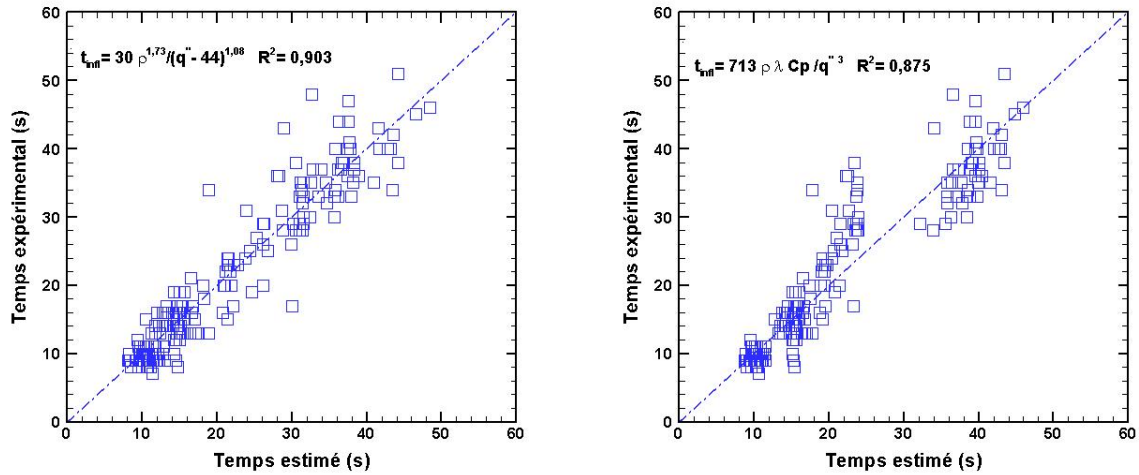 t_infl = 30 ρ^1,73/(q" - 44)^1,08 R² = 0,903
Temps expérimental (s)
60
50
40
30
20
10
0
0 10 20 30 40 50 60
Temps estimé (s)
t_infl = 713 ρ λ Cp /q" ³ R² = 0,875
Temps expérimental (s)
60
50
40
30
20
10
0
0 10 20 30 40 50 60
Temps estimé (s)